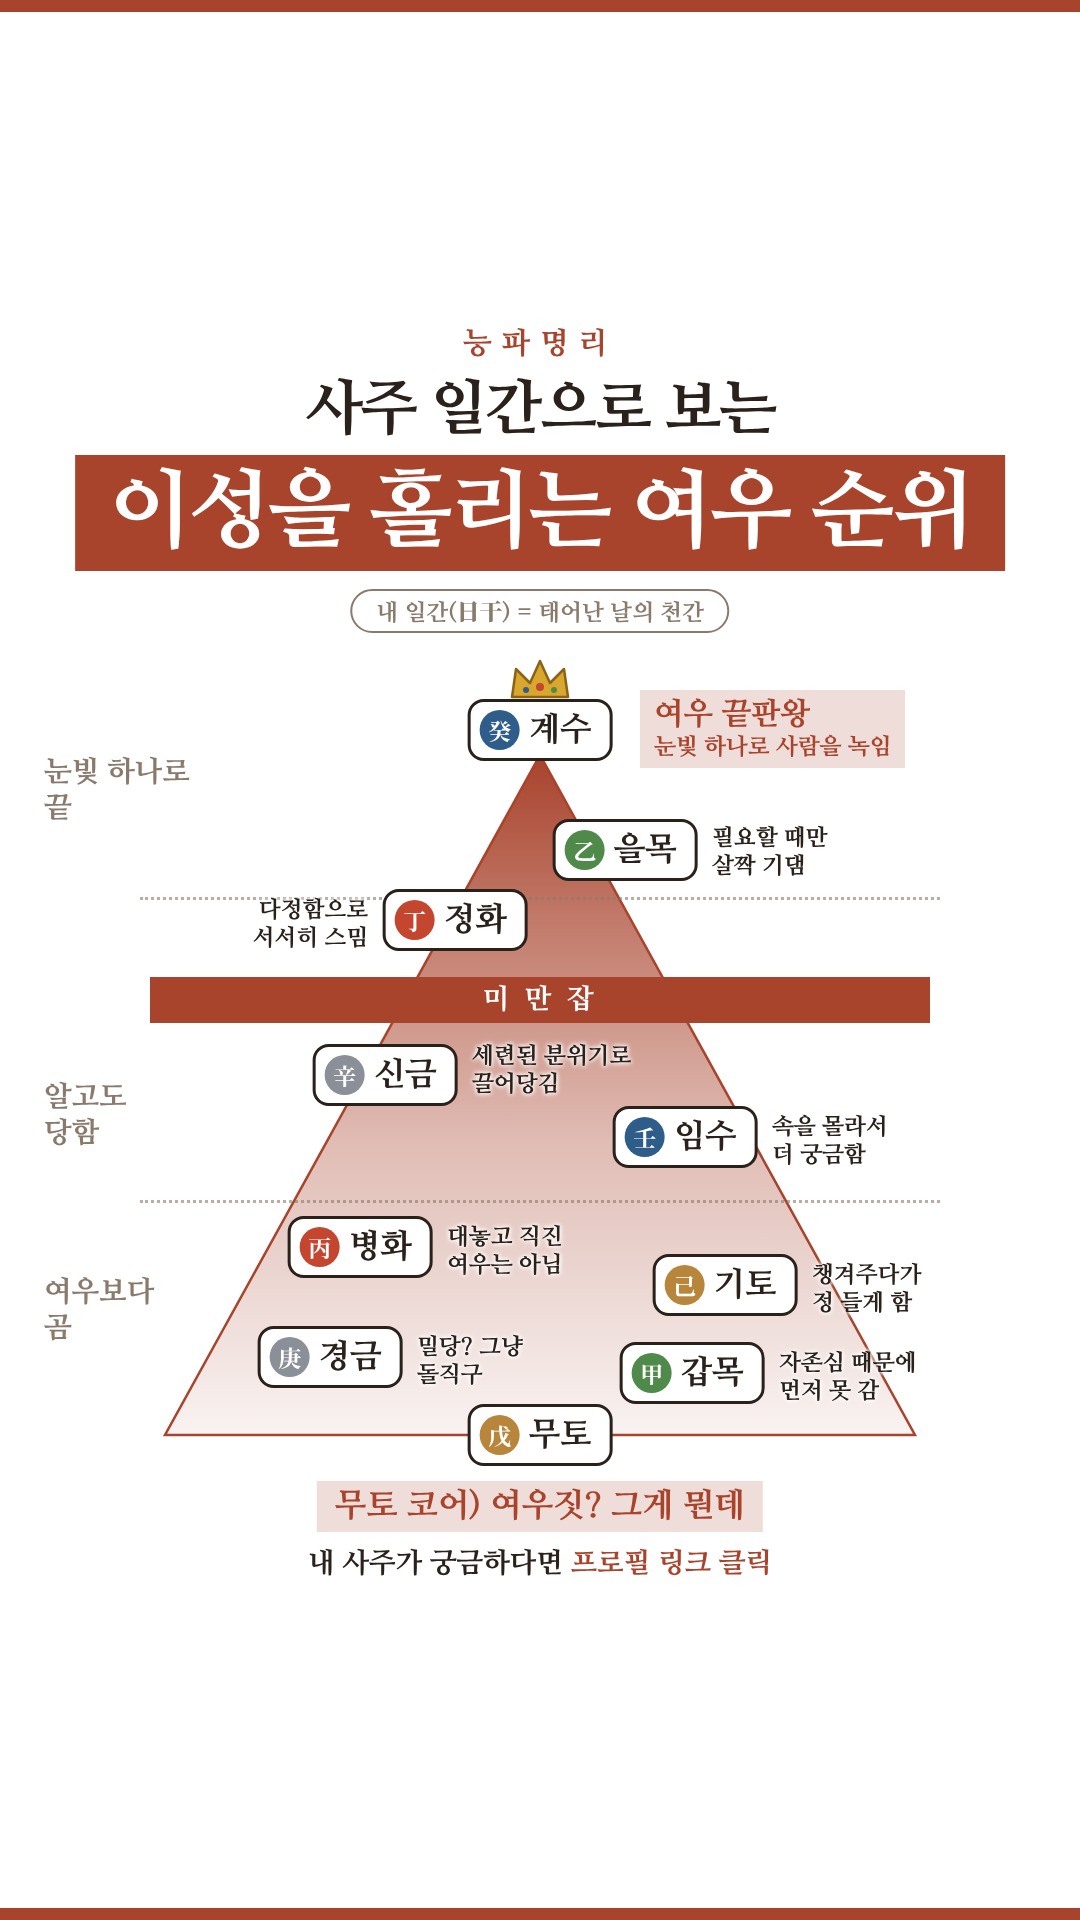 능파명리
사주 일간으로 보는
이성을 홀리는 여우 순위
내 일간(日干) = 태어난 날의 천간
癸 계수
여우 끝판왕
눈빛 하나로 사람을 녹임
눈빛 하나로
끝
乙 을목
필요할 때만
살짝 기댐
다정함으로
서서히 스밈
丁 정화
미만잡
辛 신금
세련된 분위기로
끌어당김
알고도
당함
壬 임수
속을 몰라서
더 궁금함
丙 병화
대놓고 직진
여우는 아님
己 기토
챙겨주다가
정 들게 함
여우보다
곰
庚 경금
밀당? 그냥
돌직구
甲 갑목
자존심 때문에
먼저 못 감
戊 무토
무토 코어) 여우짓? 그게 뭔데
내 사주가 궁금하다면 프로필 링크 클릭